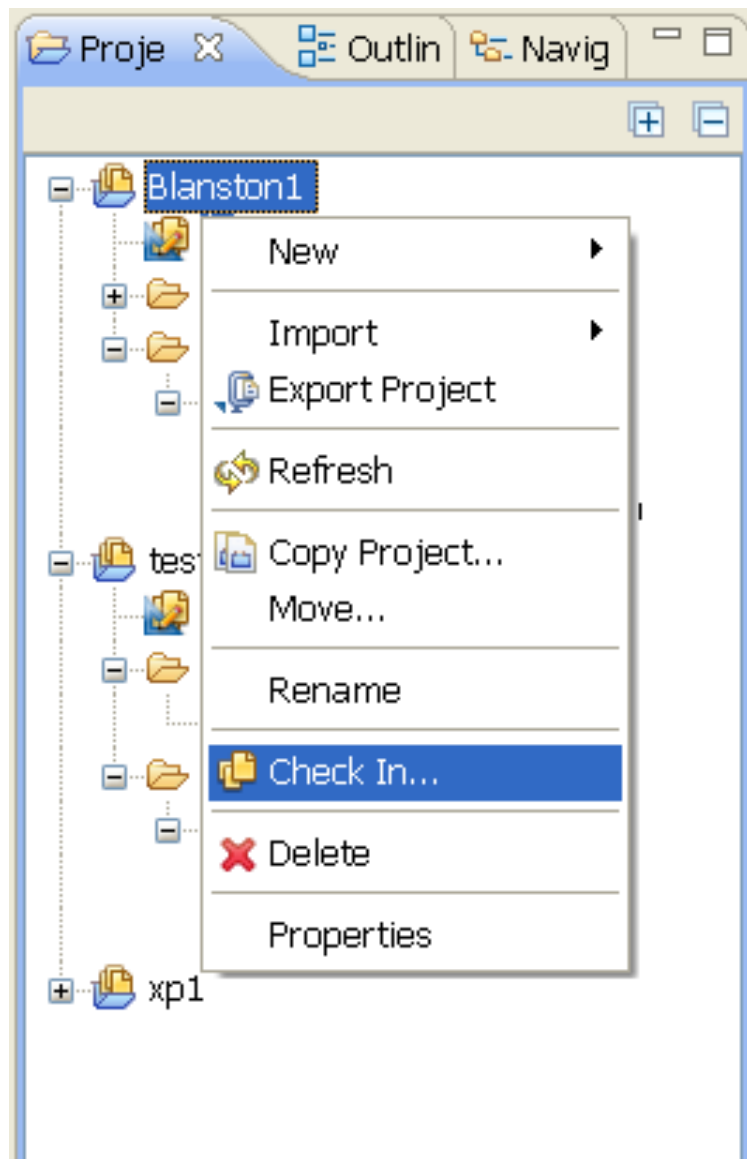 Proje Outlin Navig
Blanston1
New
Import
Export Project
Refresh
Copy Project...
tes
Move...
Rename
Check In...
Delete
Properties
xp1